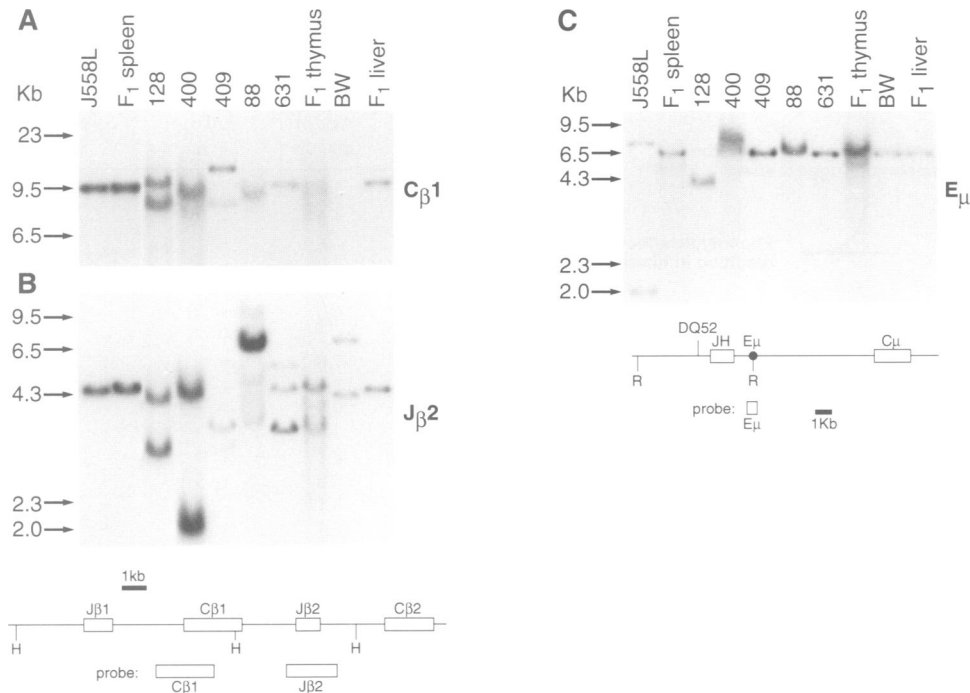 A
J558L
F1 spleen
128
400
409
88
631
F1 thymus
BW
F1 liver
Kb
23
9.5
6.5
Cβ1
B
9.5
6.5
4.3
2.3
2.0
Jβ2
1kb
Jβ1 Cβ1 Jβ2 Cβ2
H H H
probe:
Cβ1 Jβ2
C
J558L
F1 spleen
128
400
409
88
631
F1 thymus
BW
F1 liver
Kb
9.5
6.5
4.3
2.3
2.0
Eμ
DQ52
JH Eμ Cμ
R R
probe:
Eμ
1Kb